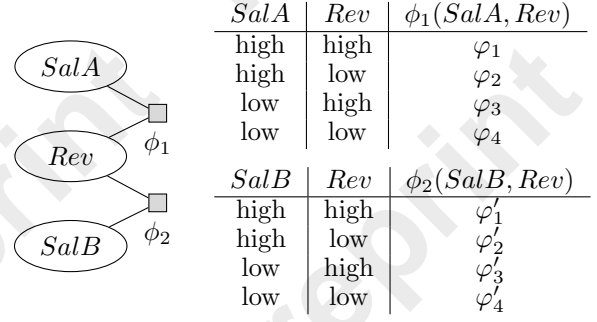 SalA
Rev
SalB
ϕ₁
ϕ₂
SalA Rev ϕ₁(SalA, Rev)
high high φ₁
high low φ₂
low high φ₃
low low φ₄
SalB Rev ϕ₂(SalB, Rev)
high high φ′₁
high low φ′₂
low high φ′₃
low low φ′₄